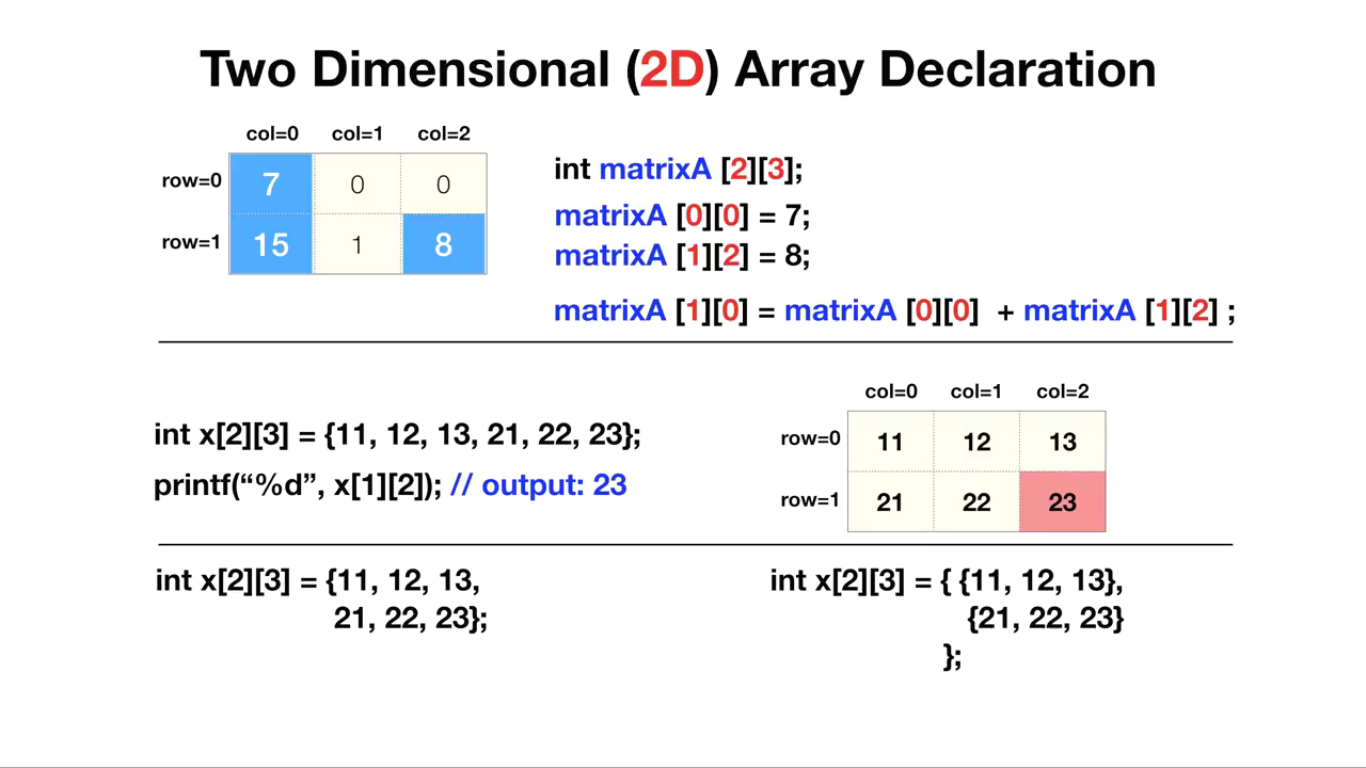 Two Dimensional (2D) Array Declaration
col=0 col=1 col=2
row=0 7 0 0
row=1 15 1 8
int matrixA [2][3];
matrixA [0][0] = 7;
matrixA [1][2] = 8;
matrixA [1][0] = matrixA [0][0] + matrixA [1][2] ;
int x[2][3] = {11, 12, 13, 21, 22, 23};
printf(“%d”, x[1][2]); // output: 23
col=0 col=1 col=2
row=0 11 12 13
row=1 21 22 23
int x[2][3] = {11, 12, 13,
21, 22, 23};
int x[2][3] = { {11, 12, 13},
{21, 22, 23}
};